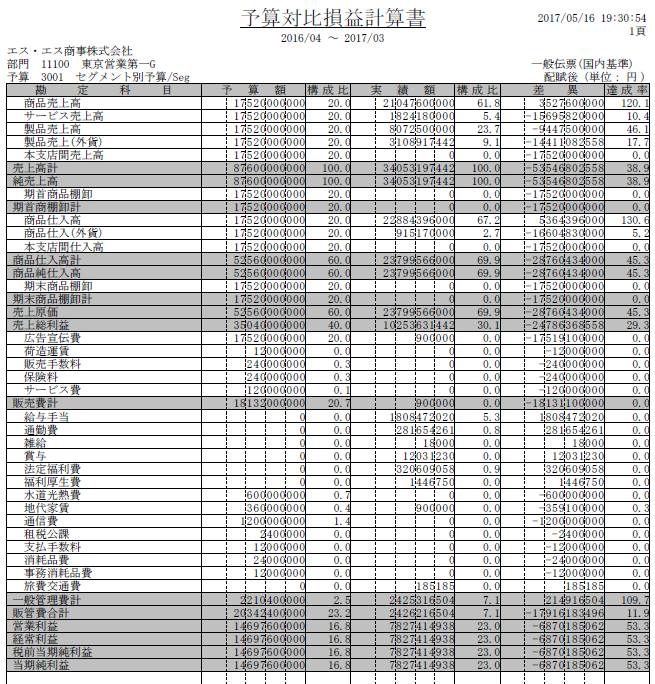 予算対比損益計算書
2017/05/16 19:30:54
2016/04 ～ 2017/03
1頁
エス・エス商事株式会社
部門 11100 東京営業第一G 一般伝票(国内基準)
予算 3001 セグメント別予算/Seg 配賦後 (単位：円)
勘定科目 予算額 構成比 実績額 構成比 差異 達成率
商品売上高 17520000000 20.0 21047600000 61.8 3527600000 120.1
サービス売上高 17520000000 20.0 1824180000 5.4 -15695820000 10.4
製品売上高 17520000000 20.0 8072500000 23.7 -9447500000 46.1
製品売上(外貨) 17520000000 20.0 3108917442 9.1 -14411082558 17.7
本支店間売上高 17520000000 20.0 0 0.0 -17520000000 0.0
売上高計 87600000000 100.0 34053197442 100.0 -53546802558 38.9
純売上高 87600000000 100.0 34053197442 100.0 -53546802558 38.9
期首商品棚卸 17520000000 20.0 0 0.0 -17520000000 0.0
期首商棚卸計 17520000000 20.0 0 0.0 -17520000000 0.0
商品仕入高 17520000000 20.0 22884396000 67.2 5364396000 130.6
商品仕入(外貨) 17520000000 20.0 915170000 2.7 -16604830000 5.2
本支店間仕入高 17520000000 20.0 0 0.0 -17520000000 0.0
商品仕入高計 52560000000 60.0 23799566000 69.9 -28760434000 45.3
商品純仕入高 52560000000 60.0 23799566000 69.9 -28760434000 45.3
期末商品棚卸 17520000000 20.0 0 0.0 -17520000000 0.0
期末商品棚卸計 17520000000 20.0 0 0.0 -17520000000 0.0
売上原価 52560000000 60.0 23799566000 69.9 -28760434000 45.3
売上総利益 35040000000 40.0 10253631442 30.1 -24786368558 29.3
広告宣伝費 17520000000 20.0 900000 0.0 -17519100000 0.0
荷造運賃 12000000 0.0 0 0.0 -12000000 0.0
販売手数料 240000000 0.3 0 0.0 -240000000 0.0
保険料 240000000 0.3 0 0.0 -240000000 0.0
サービス費 120000000 0.1 0 0.0 -120000000 0.0
販売費計 18132000000 20.7 900000 0.0 -18131100000 0.0
給与手当 0 0.0 1808472020 5.3 1808472020 0.0
通勤費 0 0.0 281654261 0.8 281654261 0.0
雑給 0 0.0 18000 0.0 18000 0.0
賞与 0 0.0 12031230 0.0 12031230 0.0
法定福利費 0 0.0 320609058 0.9 320609058 0.0
福利厚生費 0 0.0 1446750 0.0 1446750 0.0
水道光熱費 600000000 0.7 0 0.0 -600000000 0.0
地代家賃 360000000 0.4 900000 0.0 -359100000 0.3
通信費 1200000000 1.4 0 0.0 -1200000000 0.0
租税公課 2400000 0.0 0 0.0 -2400000 0.0
支払手数料 12000000 0.0 0 0.0 -12000000 0.0
消耗品費 24000000 0.0 0 0.0 -24000000 0.0
事務消耗品費 12000000 0.0 0 0.0 -12000000 0.0
旅費交通費 0 0.0 185185 0.0 185185 0.0
一般管理費計 2210400000 2.5 2425316504 7.1 214916504 109.7
販管費合計 20342400000 23.2 2426216504 7.1 -17916183496 11.9
営業利益 14697600000 16.8 7827414938 23.0 -6870185062 53.3
経常利益 14697600000 16.8 7827414938 23.0 -6870185062 53.3
税前当期純利益 14697600000 16.8 7827414938 23.0 -6870185062 53.3
当期純利益 14697600000 16.8 7827414938 23.0 -6870185062 53.3